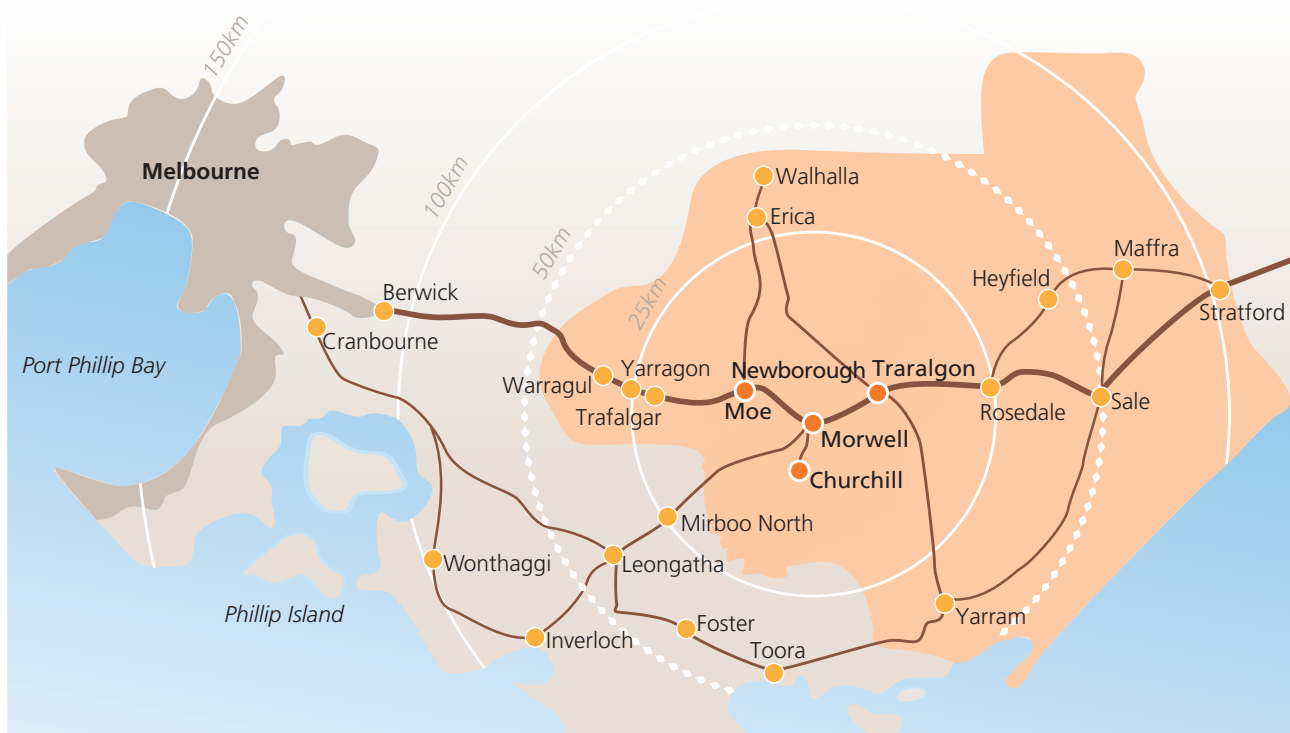 150km
Melbourne
100km
Walhalla
Erica
50km
Maffra
Heyfield
Berwick
25km
Stratford
Cranbourne
Port Phillip Bay
Yarragon
Newborough
Traralgon
Warragul
Trafalgar
Moe
Rosedale
Sale
Morwell
Churchill
Mirboo North
Wonthaggi
Leongatha
Phillip Island
Yarram
Foster
Inverloch
Toora